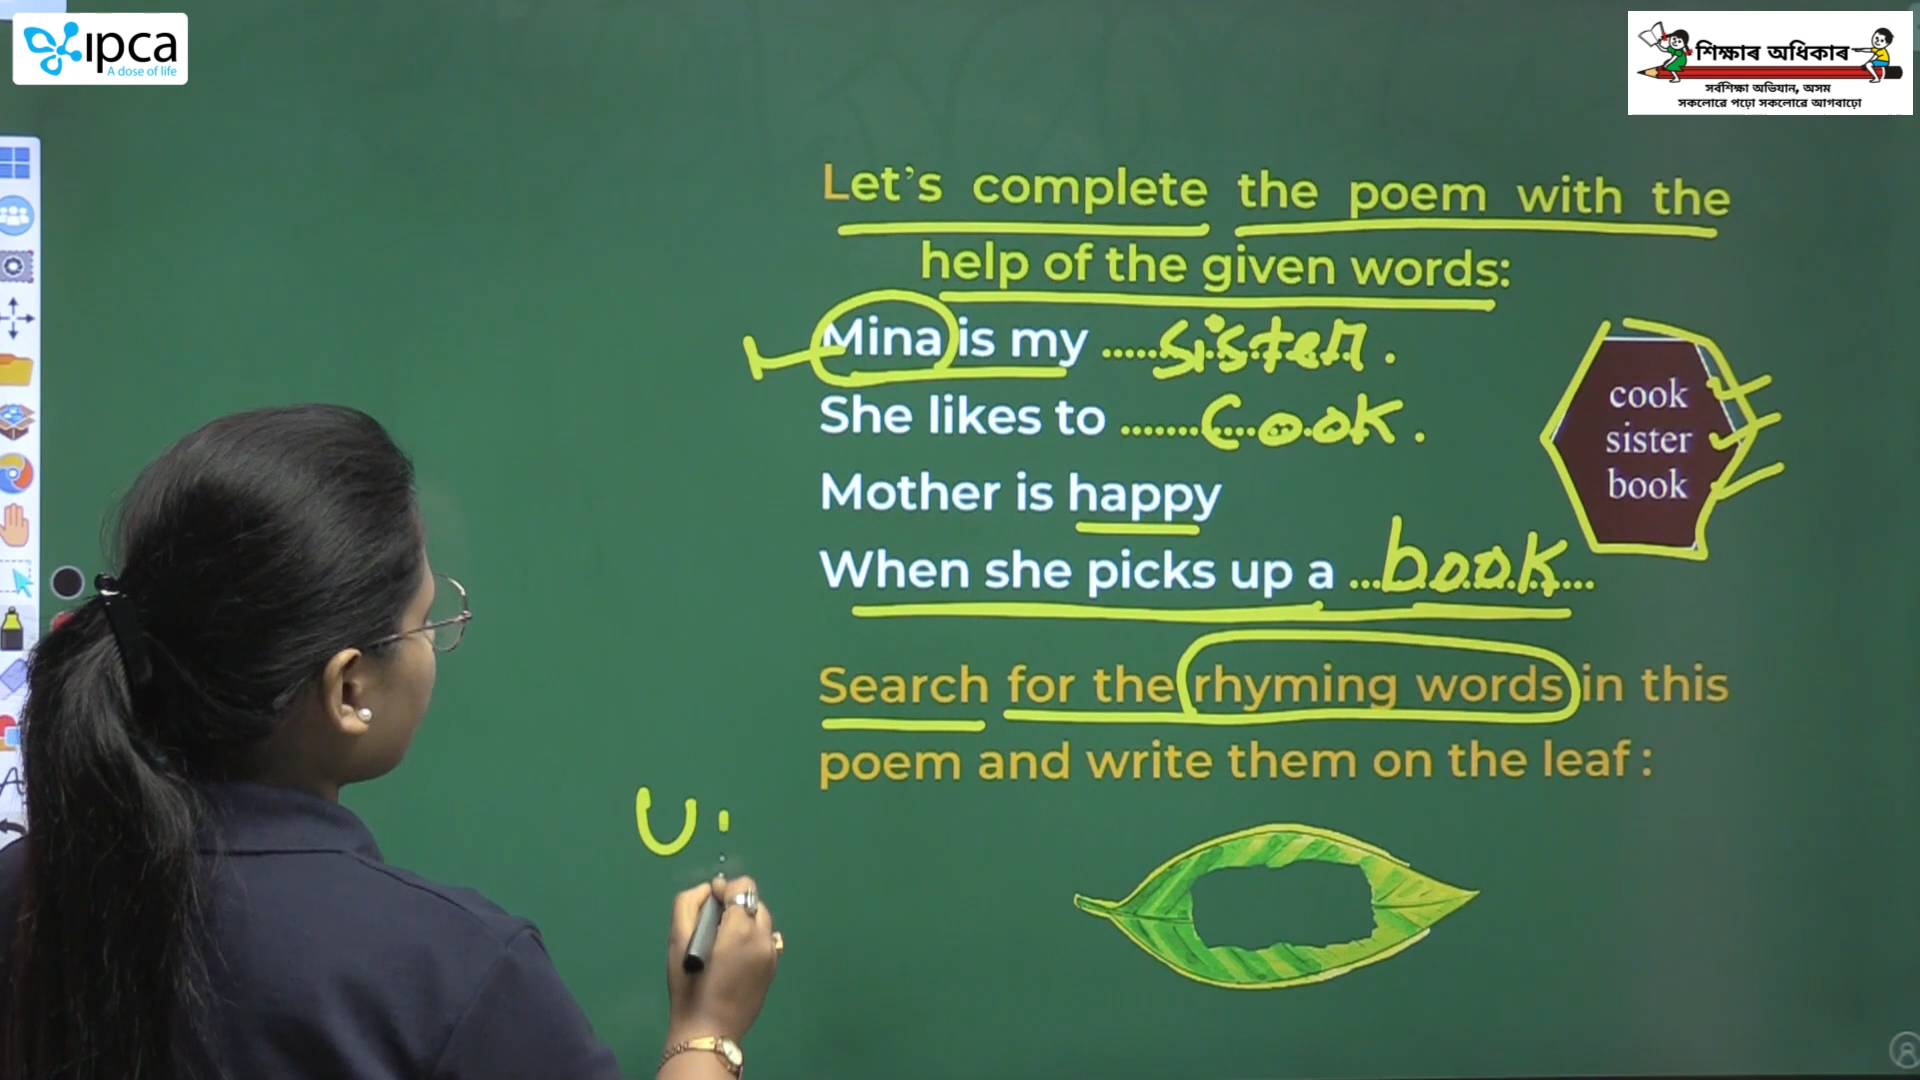 ipca
A dose of life
শিক্ষাৰ অধিকাৰ
সর্বশিক্ষা অভিযান, অসম
সকলোৱে পঢ়ো সকলোৱে আগবাঢ়ো
Let's complete the poem with the
help of the given words:
Mina is my .....sister.
She likes to .......Cook.
Mother is happy
When she picks up a ...book...
cook
sister
book
Search for the rhyming words in this
poem and write them on the leaf :